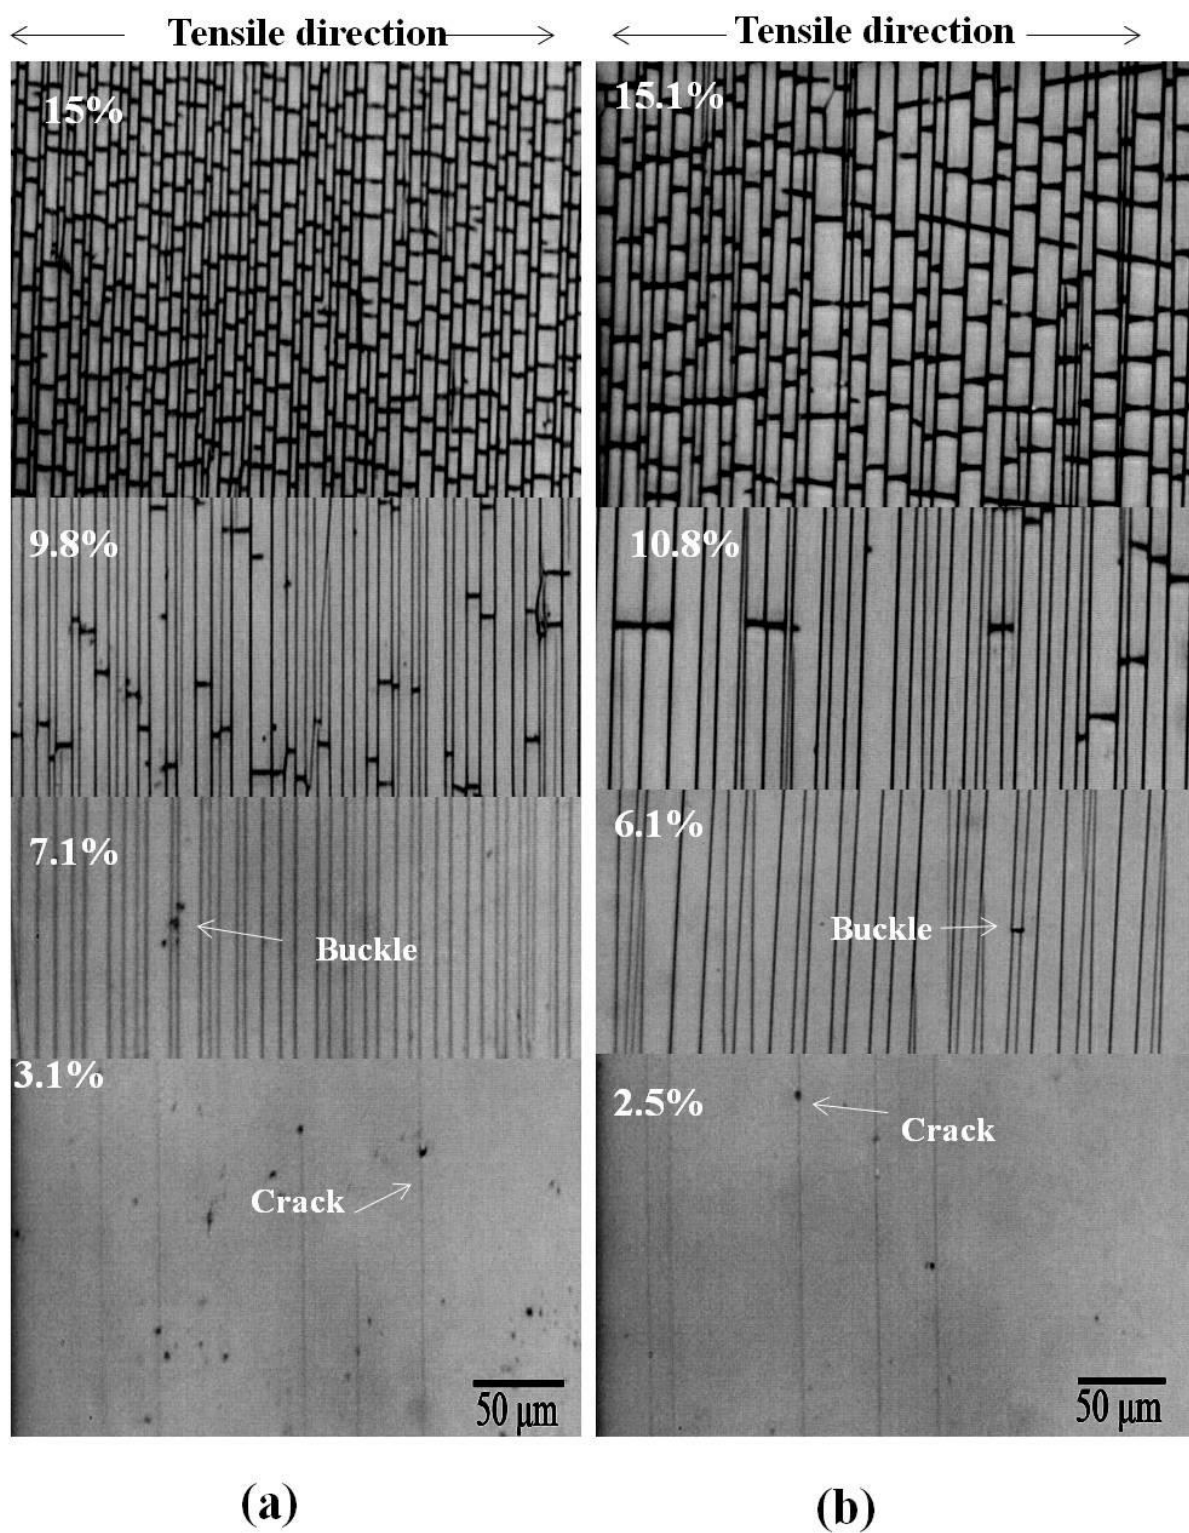 Tensile direction
15%
9.8%
7.1%
Buckle
3.1%
Crack
50 μm
(a)
Tensile direction
15.1%
10.8%
6.1%
Buckle
2.5%
Crack
50 μm
(b)